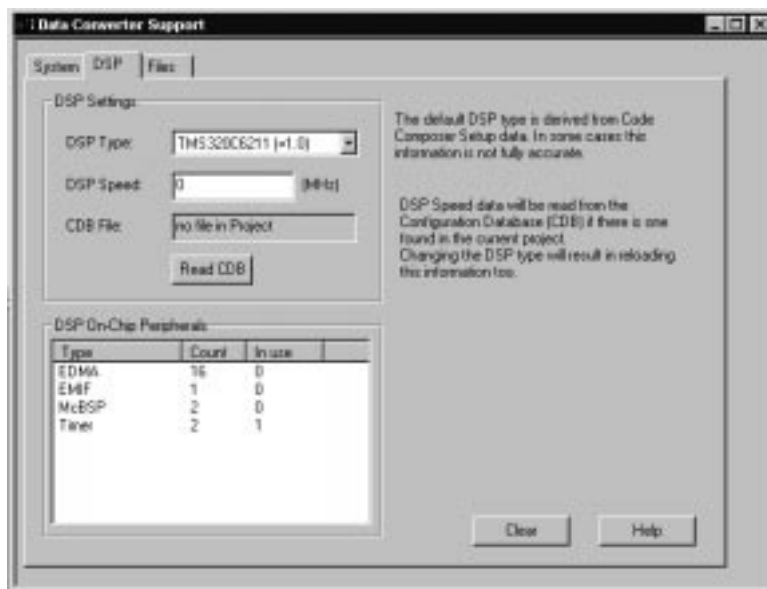 Data Converter Support
System DSP Files
DSP Settings
DSP Type: TMS320C6211 (=1.0)
DSP Speed: 0 (MHz)
CDB File: no file in Project
Read CDB
The default DSP type is derived from Code
Composer Setup data. In some cases this
information is not fully accurate.
DSP Speed data will be read from the
Configuration Database (CDB) if there is one
found in the current project.
Changing the DSP type will result in reloading
this information too.
DSP On-Chip Peripherals
Type Count In use
EDMA 16 0
EMIF 1 0
McBSP 2 0
Timer 2 1
Clear Help